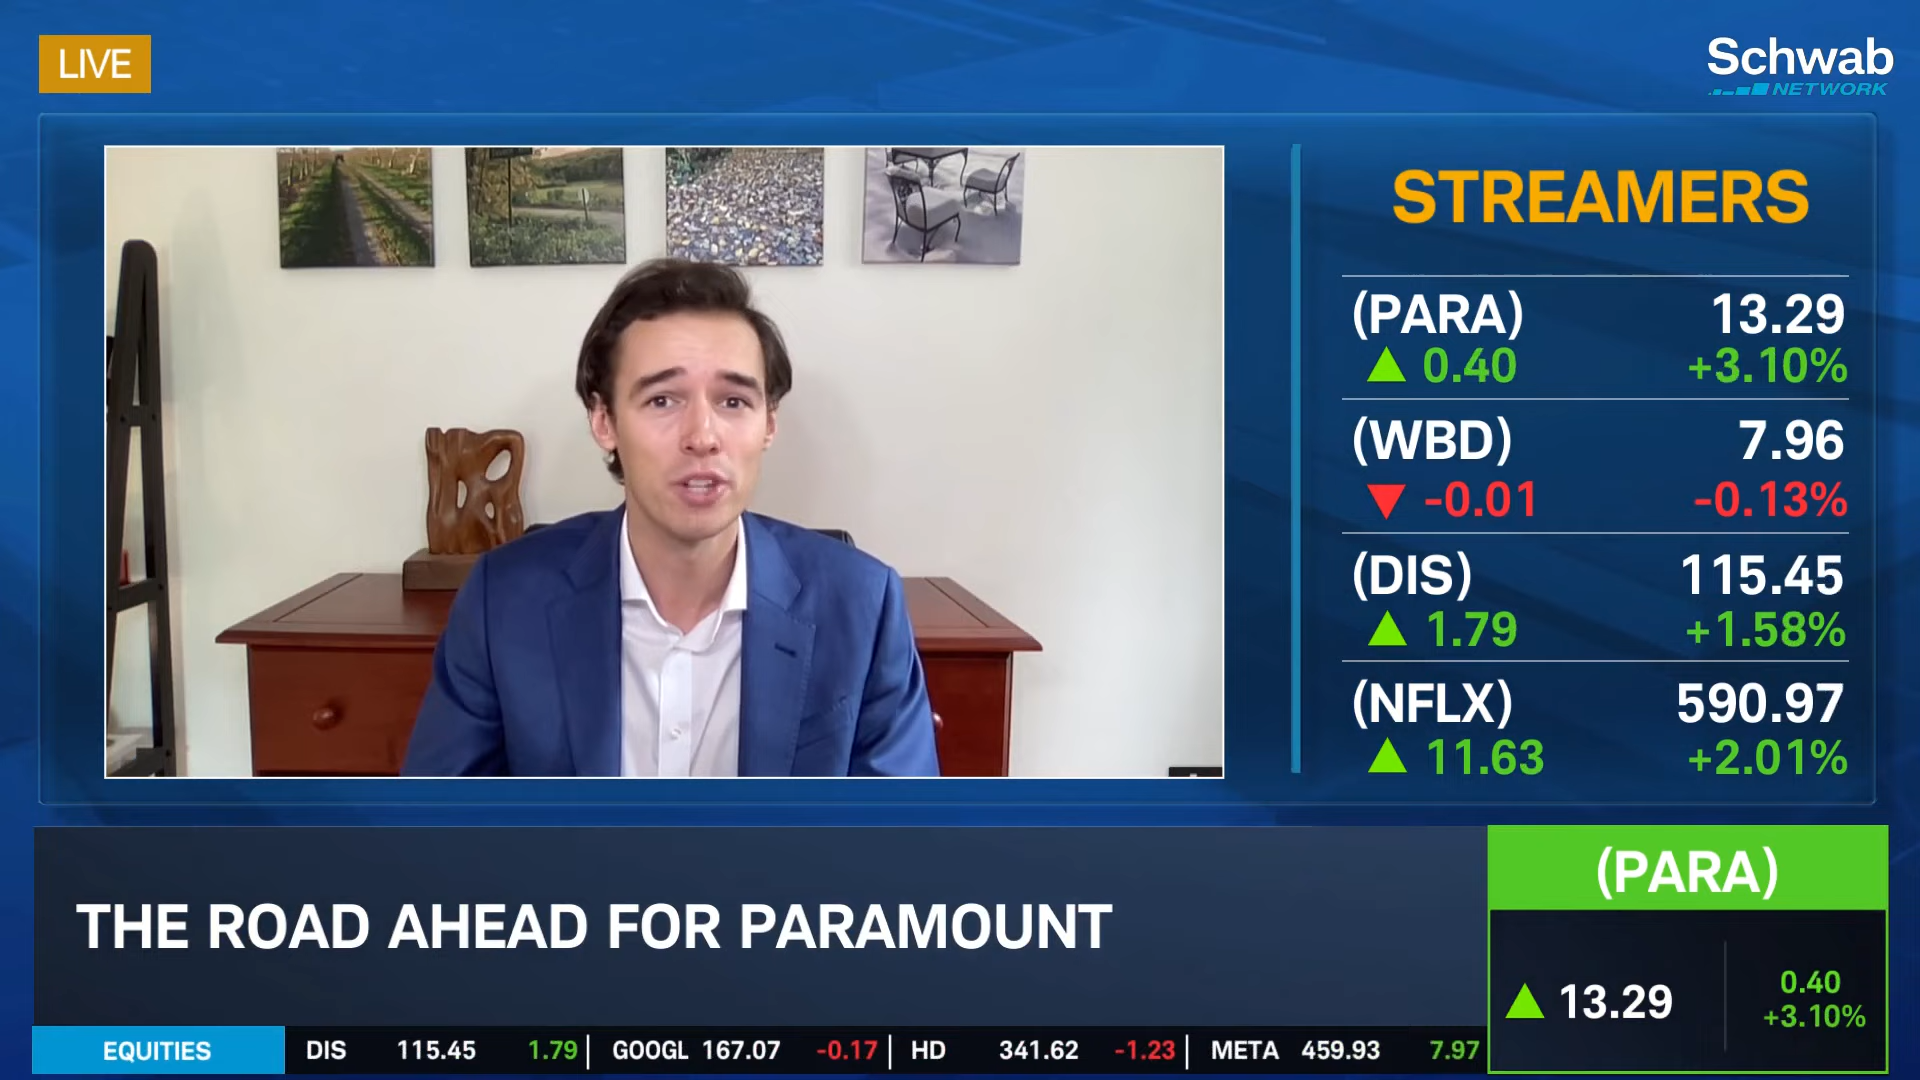 LIVE
Schwab
NETWORK
STREAMERS
(PARA) 13.29
▲ 0.40 +3.10%
(WBD) 7.96
▼ -0.01 -0.13%
(DIS) 115.45
▲ 1.79 +1.58%
(NFLX) 590.97
▲ 11.63 +2.01%
THE ROAD AHEAD FOR PARAMOUNT
(PARA)
▲ 13.29
0.40
+3.10%
EQUITIES DIS 115.45 1.79 GOOGL 167.07 -0.17 HD 341.62 -1.23 META 459.93 7.97